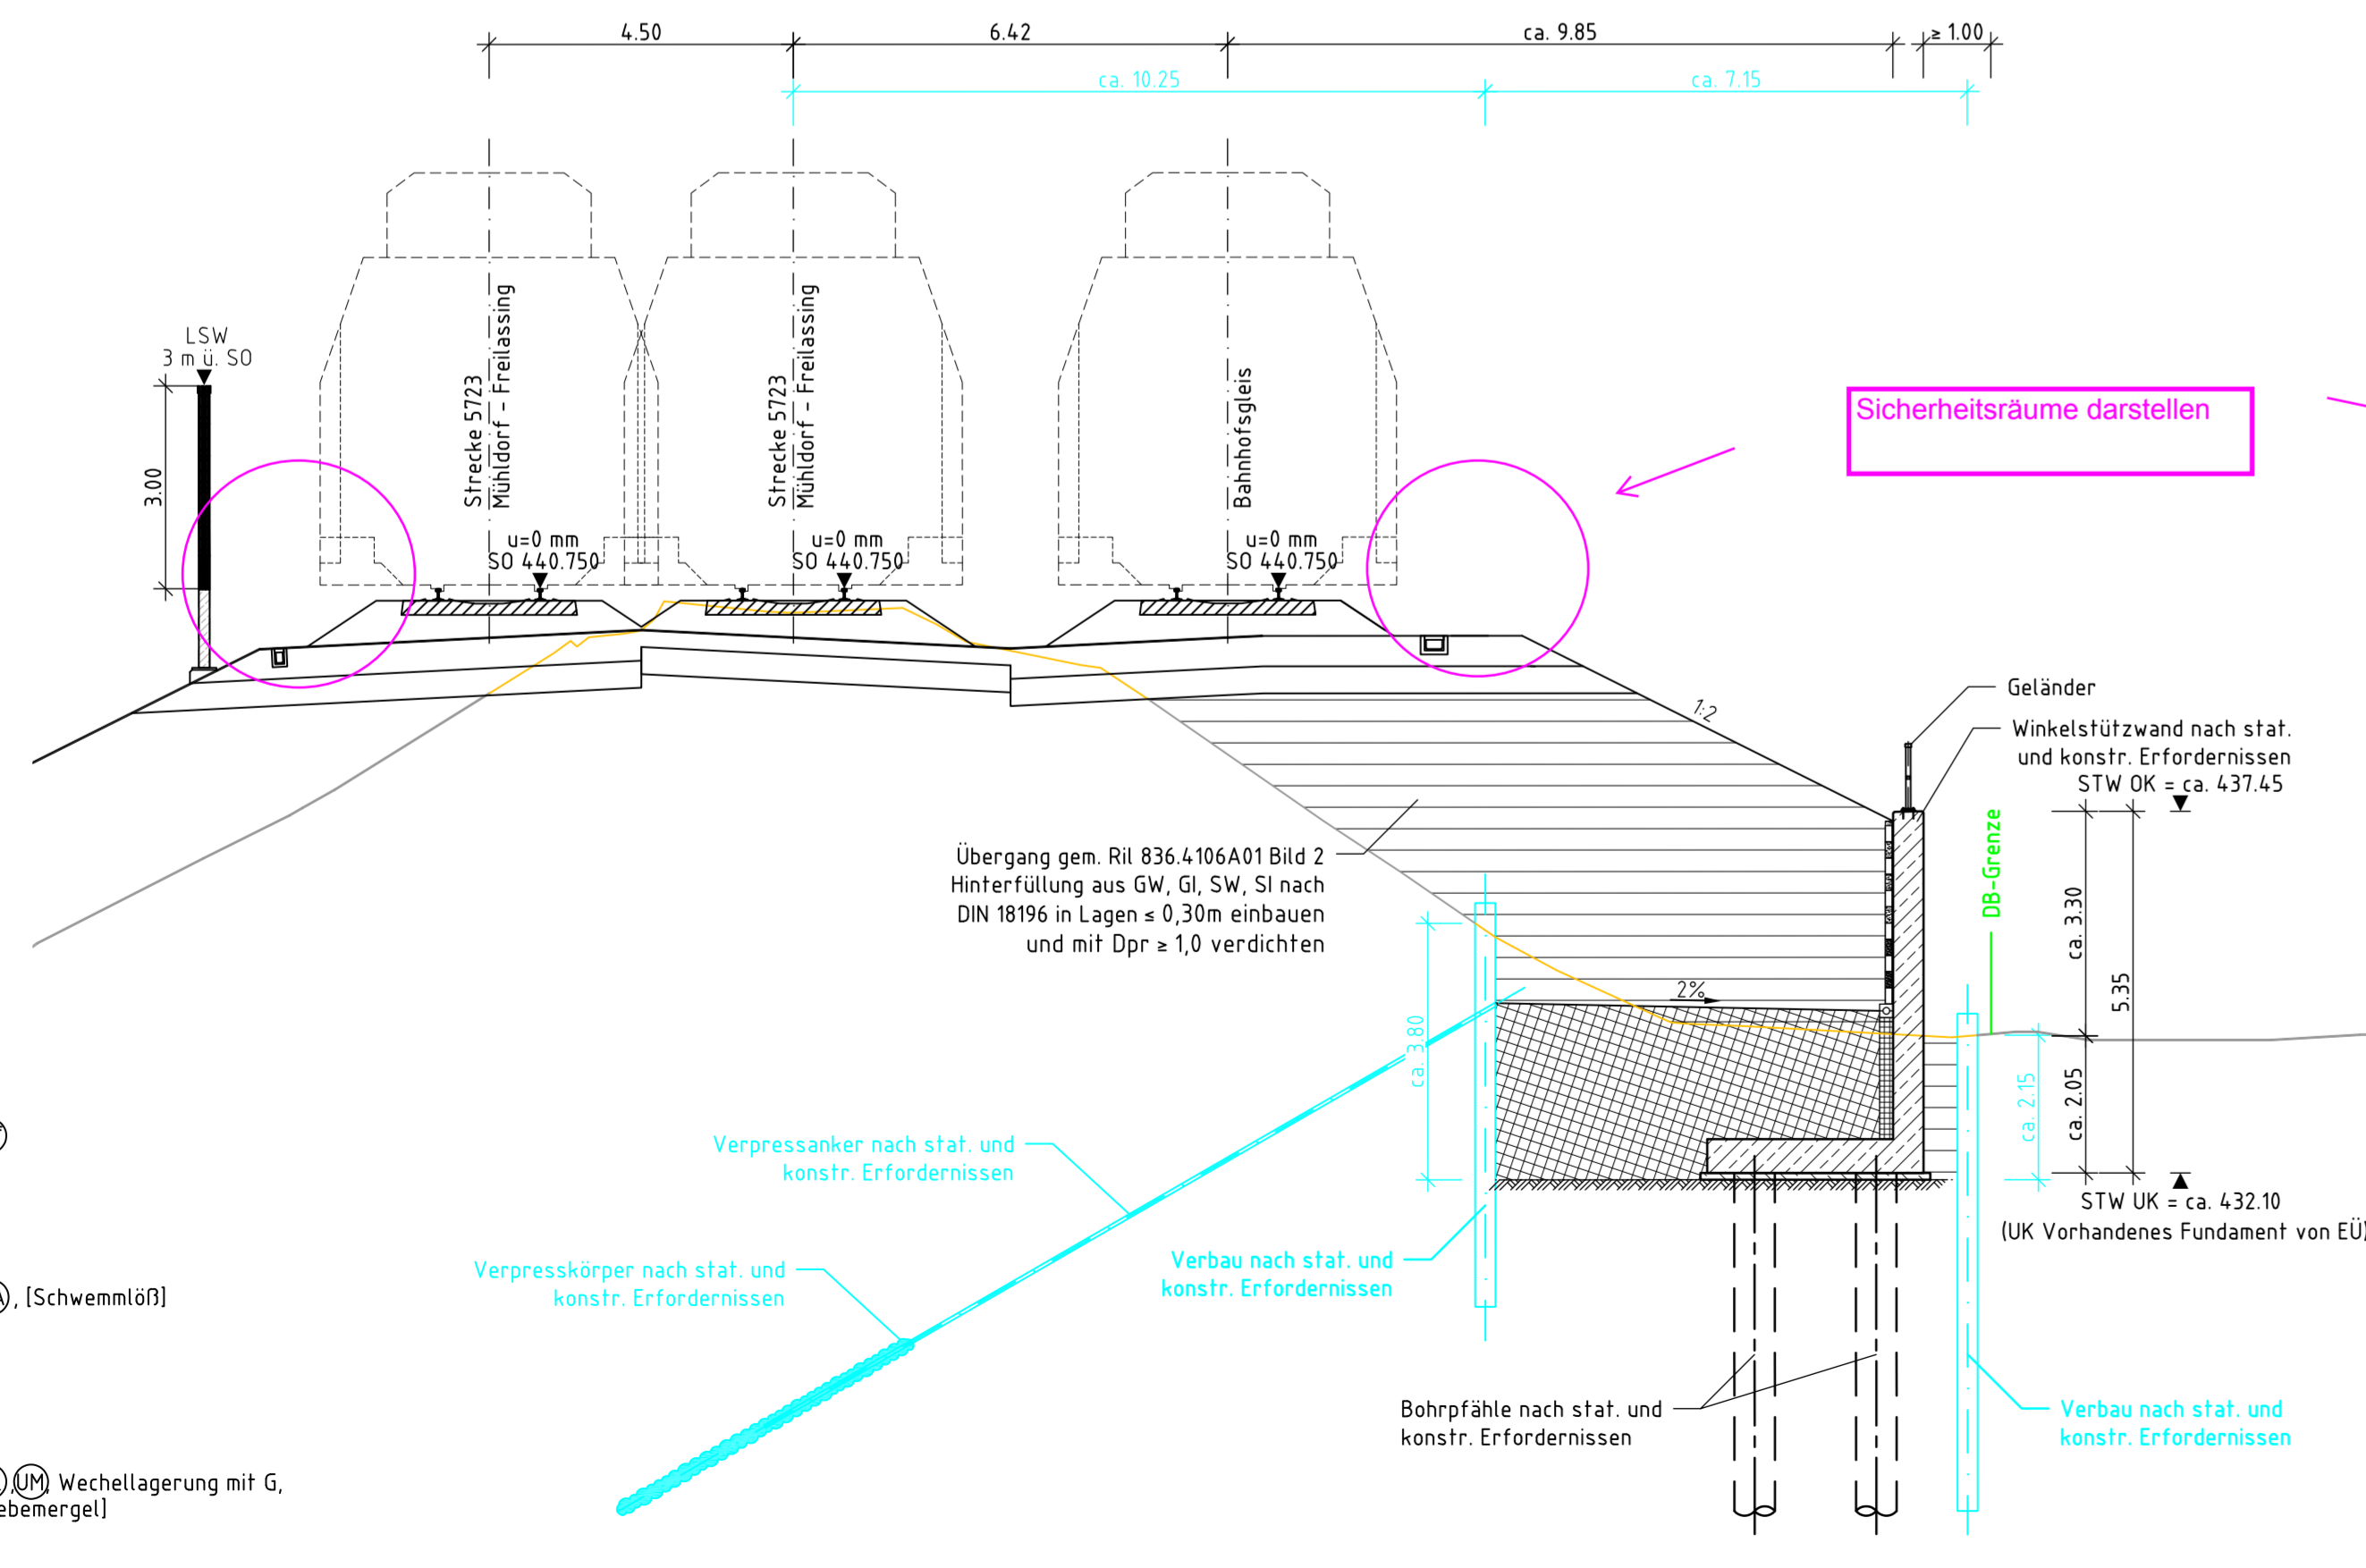 4.50
6.42
ca. 9.85
≥ 1.00
ca. 10.25
ca. 7.15
LSW
3 m ü. SO
3.00
Strecke 5723
Mühldorf - Freilassing
Strecke 5723
Mühldorf - Freilassing
Bahnhofsgleis
u=0 mm
SO 440.750
u=0 mm
SO 440.750
u=0 mm
SO 440.750
Sicherheitsräume darstellen
1:2
Geländer
Winkelstützwand nach stat.
und konstr. Erfordernissen
STW OK = ca. 437.45
DB-Grenze
Übergang gem. Ril 836.4106A01 Bild 2
Hinterfüllung aus GW, GI, SW, SI nach
DIN 18196 in Lagen ≤ 0,30m einbauen
und mit Dpr ≥ 1,0 verdichten
2%
ca. 3.80
ca. 3.30
5.35
ca. 2.15
ca. 2.05
Verpressanker nach stat. und
konstr. Erfordernissen
Verpresskörper nach stat. und
konstr. Erfordernissen
Verbau nach stat. und
konstr. Erfordernissen
STW UK = ca. 432.10
(UK Vorhandenes Fundament von EÜ)
, [Schwemmlöß]
Bohrpfähle nach stat. und
konstr. Erfordernissen
Verbau nach stat. und
konstr. Erfordernissen
,UM, Wechellagerung mit G,
ebemergel]